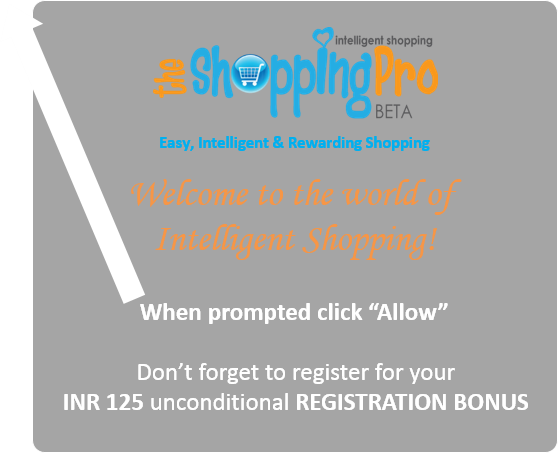 intelligent shopping
the ShoppingPro
BETA
Easy, Intelligent & Rewarding Shopping
Welcome to the world of
Intelligent Shopping!
When prompted click “Allow”
Don’t forget to register for your
INR 125 unconditional REGISTRATION BONUS